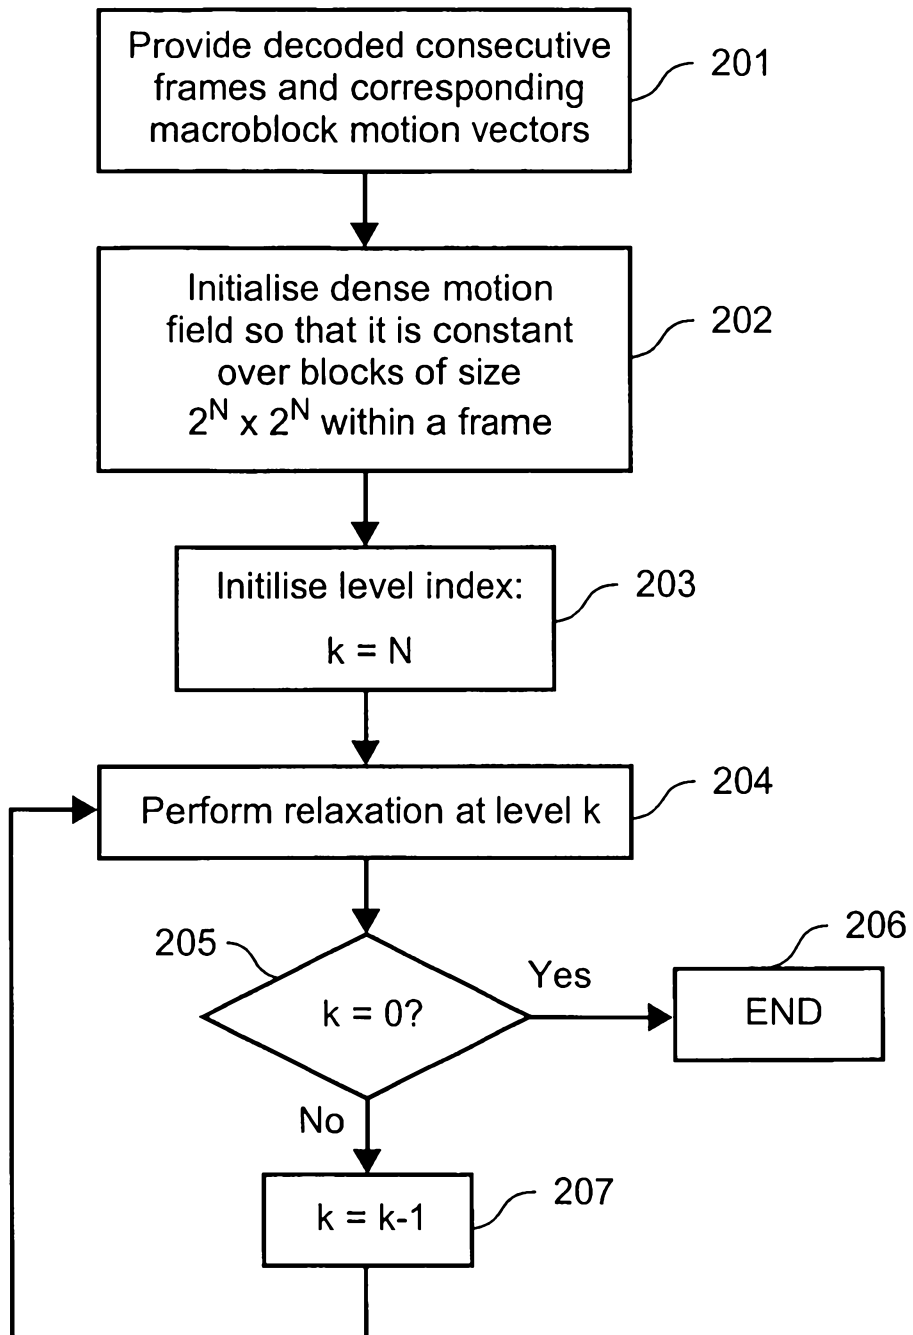 Provide decoded consecutive
frames and corresponding
macroblock motion vectors
201
Initialise dense motion
field so that it is constant
over blocks of size
2^N x 2^N within a frame
202
Initilise level index:
k = N
203
Perform relaxation at level k
204
205
k = 0?
Yes
206
END
No
k = k-1
207